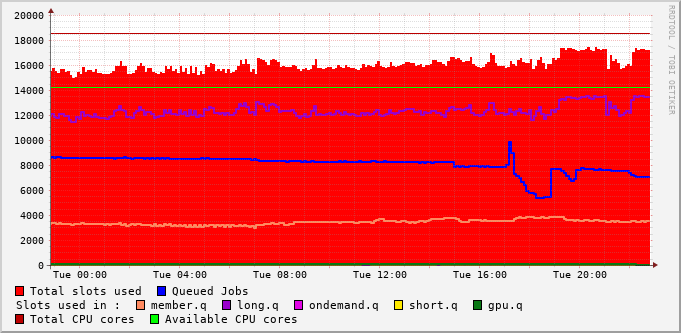 20000
18000
16000
14000
12000
10000
8000
6000
4000
2000
0
Tue 00:00 Tue 04:00 Tue 08:00 Tue 12:00 Tue 16:00 Tue 20:00
Total slots used Queued Jobs
Slots used in : member.q long.q ondemand.q short.q gpu.q
Total CPU cores Available CPU cores
RRDTOOL / TOBI OETIKER